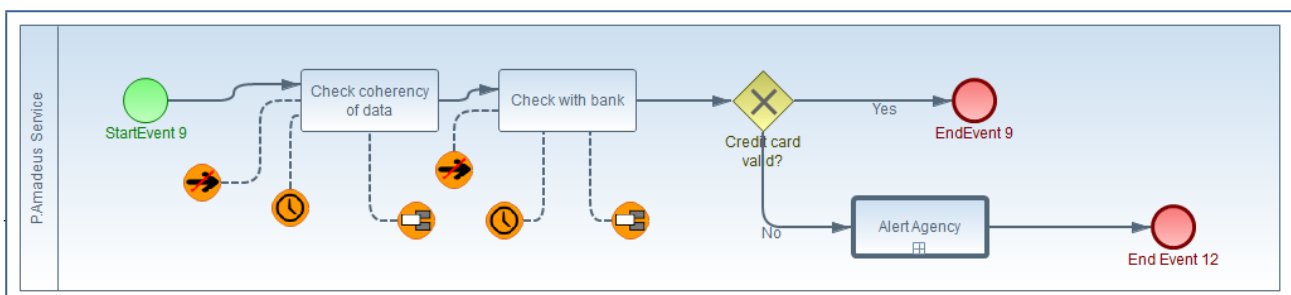 P.Amadeus Service
StartEvent 9
Check coherency
of data
Check with bank
Credit card
valid?
Yes
EndEvent 9
No
Alert Agency
End Event 12